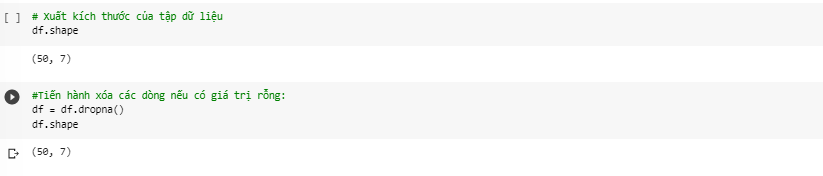 [ ] # Xuất kích thước của tập dữ liệu
df.shape
(50, 7)
#Tiến hành xóa các dòng nếu có giá trị rỗng:
df = df.dropna()
df.shape
(50, 7)